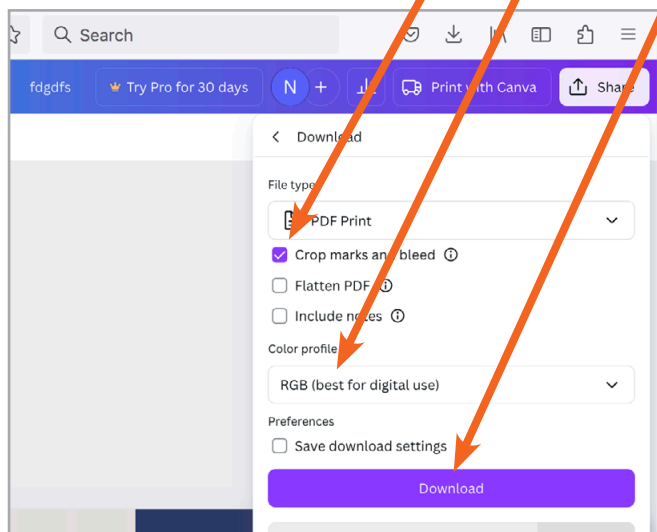 Search
fdgdfs Try Pro for 30 days N + Print with Canva Share
Download
File type
PDF Print
Crop marks and bleed
Flatten PDF
Include notes
Color profile
RGB (best for digital use)
Preferences
Save download settings
Download